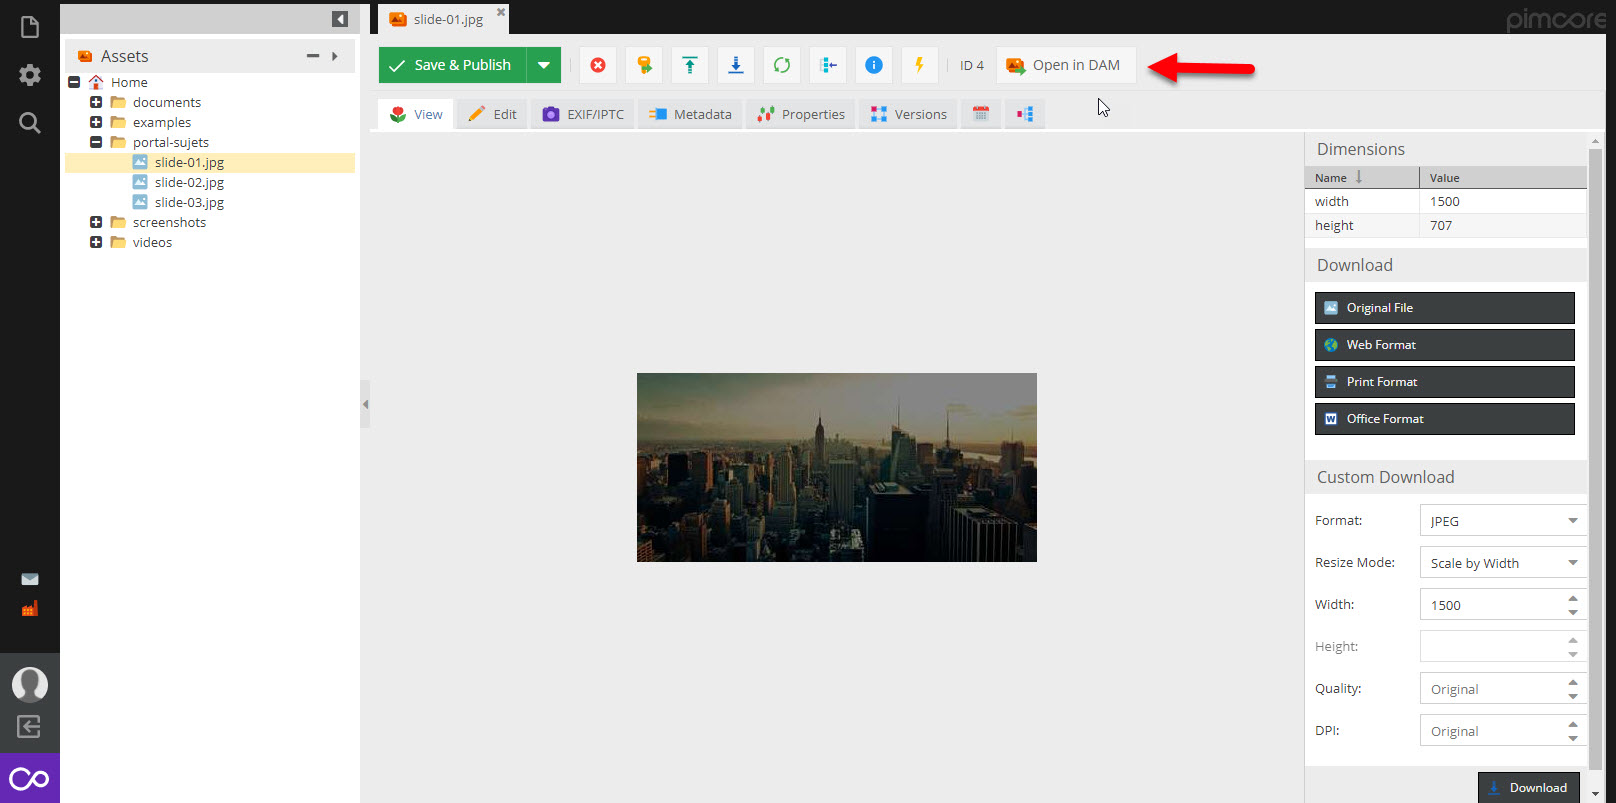 slide-01.jpg
pimcore
Assets
Save & Publish
ID 4
Open in DAM
Home
documents
examples
portal-sujets
slide-01.jpg
slide-02.jpg
slide-03.jpg
screenshots
videos
View
Edit
EXIF/IPTC
Metadata
Properties
Versions
Dimensions
Name Value
width 1500
height 707
Download
Original File
Web Format
Print Format
W Office Format
Custom Download
Format: JPEG
Resize Mode: Scale by Width
Width: 1500
Height:
Quality: Original
DPI: Original
Download